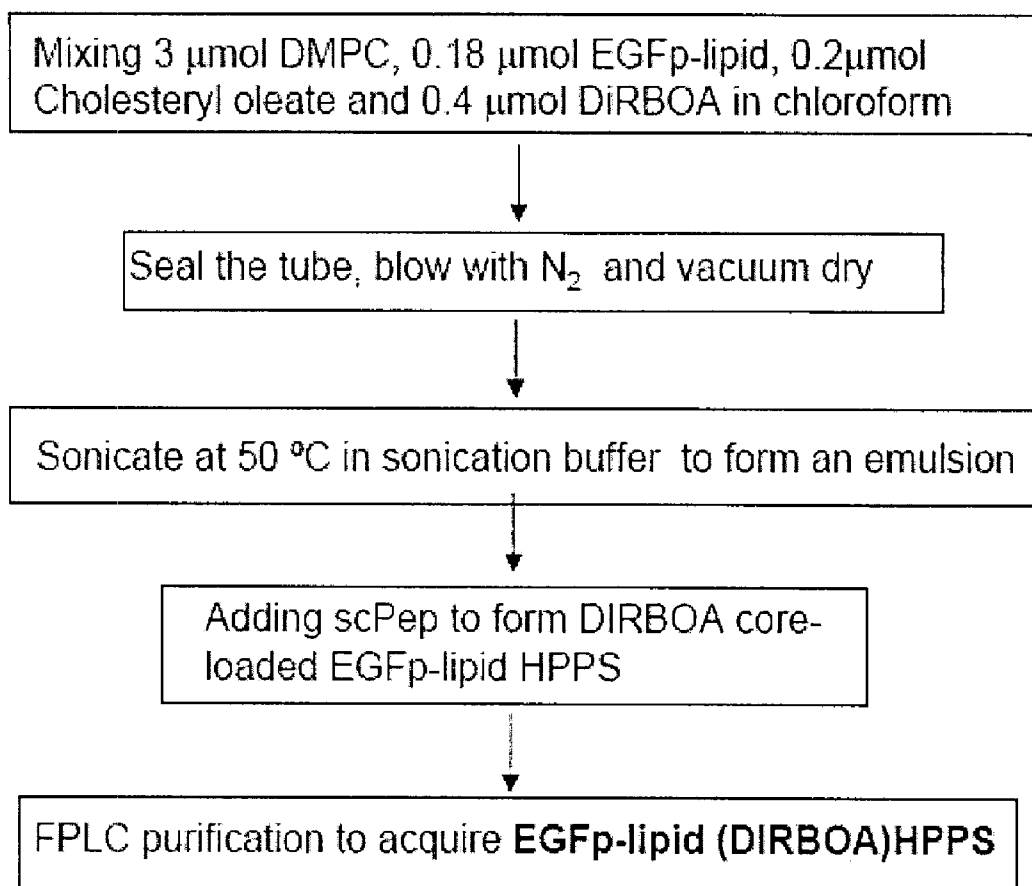 Mixing 3 μmol DMPC, 0.18 μmol EGFp-lipid, 0.2μmol
Cholesteryl oleate and 0.4 μmol DiRBOA in chloroform
Seal the tube, blow with N₂ and vacuum dry
Sonicate at 50 ºC in sonication buffer to form an emulsion
Adding scPep to form DIRBOA core-
loaded EGFp-lipid HPPS
FPLC purification to acquire EGFp-lipid (DIRBOA)HPPS